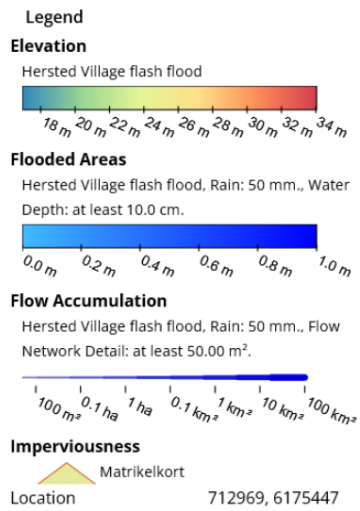 Legend
Elevation
Hersted Village flash flood
18 m 20 m 22 m 24 m 26 m 28 m 30 m 32 m 34 m
Flooded Areas
Hersted Village flash flood, Rain: 50 mm., Water
Depth: at least 10.0 cm.
0.0 m 0.2 m 0.4 m 0.6 m 0.8 m 1.0 m
Flow Accumulation
Hersted Village flash flood, Rain: 50 mm., Flow
Network Detail: at least 50.00 m².
100 m² 0.1 ha 1 ha 0.1 km² 1 km² 10 km² 100 km²
Imperviousness
Matrikelkort
Location 712969, 6175447